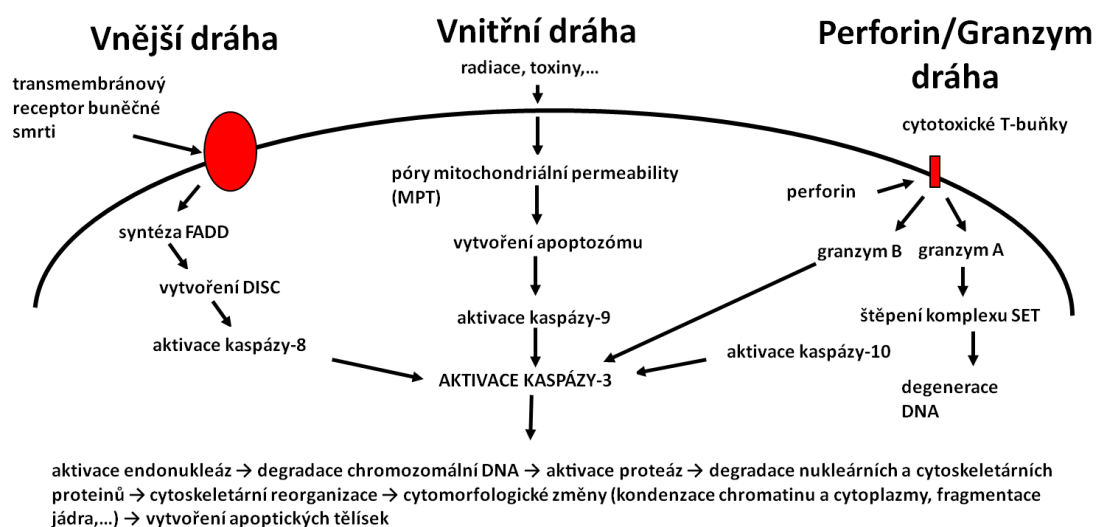 Vnější dráha
transmembránový
receptor buněčné
smrti
syntéza FADD
vytvoření DISC
aktivace kaspázy-8
Vnitřní dráha
radiace, toxiny,...
póry mitochondriální permeability
(MPT)
vytvoření apoptozómu
aktivace kaspázy-9
AKTIVACE KASPÁZY-3
Perforin/Granzym
dráha
cytotoxické T-buňky
perforin
granzym B
granzym A
štěpení komplexu SET
aktivace kaspázy-10
degenerace
DNA
aktivace endonukleáz → degradace chromozomální DNA → aktivace proteáz → degradace nukleárních a cytoskeletárních
proteinů → cytoskeletární reorganizace → cytomorfologické změny (kondenzace chromatinu a cytoplazmy, fragmentace
jádra,...) → vytvoření apoptických tělísek